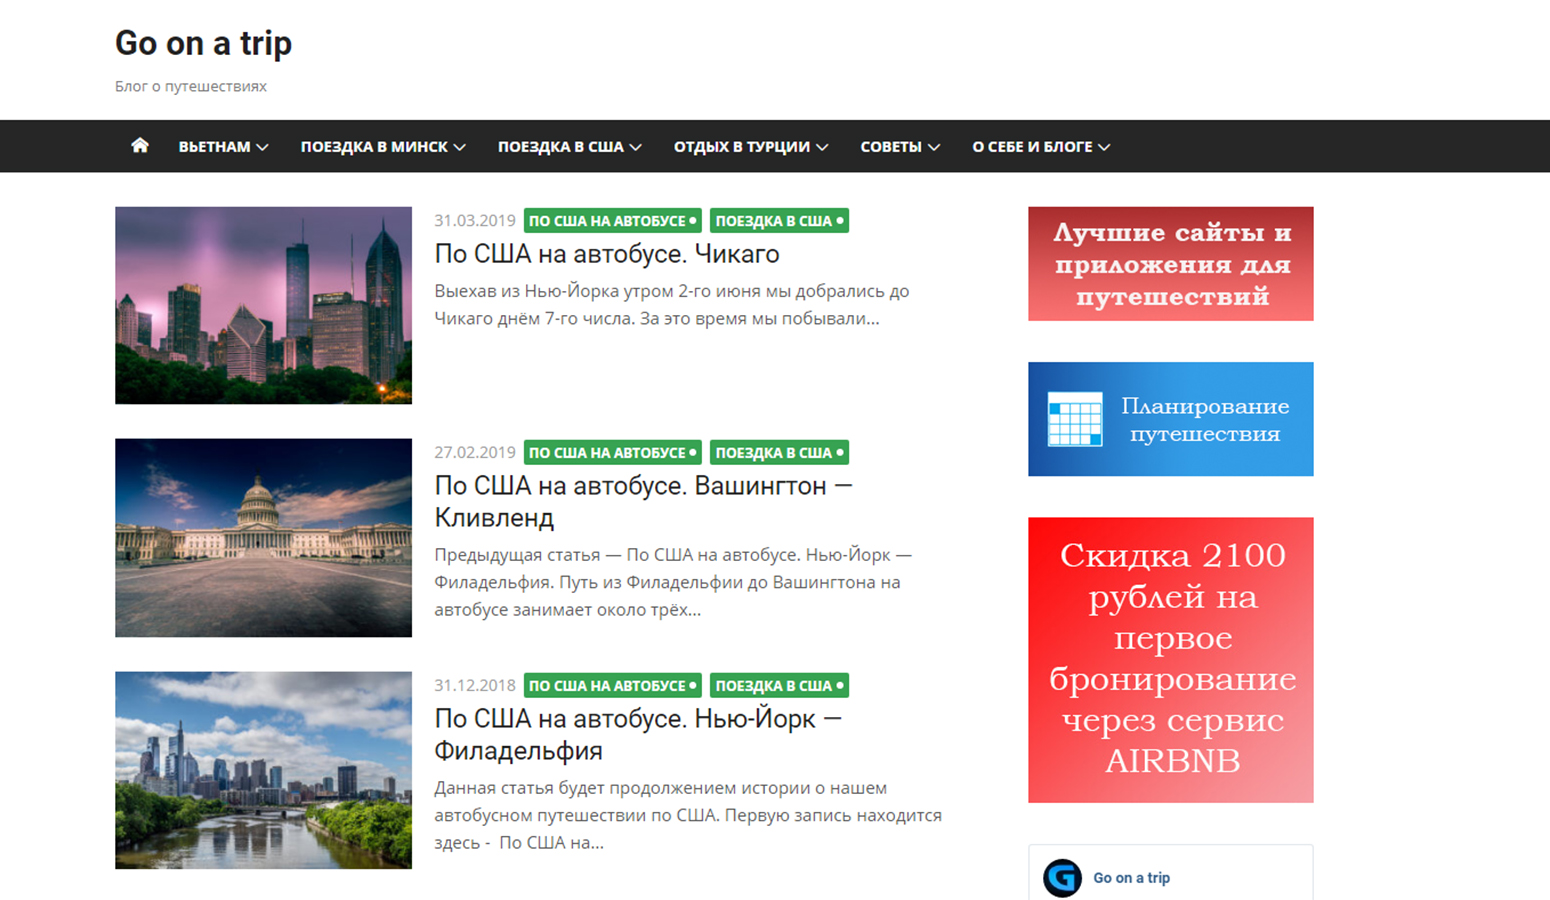 Go on a trip
Блог о путешествиях
ВЬЕТНАМ
ПОЕЗДКА В МИНСК
ПОЕЗДКА В США
ОТДЫХ В ТУРЦИИ
СОВЕТЫ
О СЕБЕ И БЛОГЕ
31.03.2019 ПО США НА АВТОБУСЕ • ПОЕЗДКА В США •
По США на автобусе. Чикаго
Выехав из Нью-Йорка утром 2-го июня мы добрались до
Чикаго днём 7-го числа. За это время мы побывали...
27.02.2019 ПО США НА АВТОБУСЕ • ПОЕЗДКА В США •
По США на автобусе. Вашингтон —
Кливленд
Предыдущая статья — По США на автобусе. Нью-Йорк —
Филадельфия. Путь из Филадельфии до Вашингтона на
автобусе занимает около трёх...
31.12.2018 ПО США НА АВТОБУСЕ • ПОЕЗДКА В США •
По США на автобусе. Нью-Йорк —
Филадельфия
Данная статья будет продолжением истории о нашем
автобусном путешествии по США. Первую запись находится
здесь - По США на...
Лучшие сайты и
приложения для
путешествий
Планирование
путешествия
Скидка 2100
рублей на
первое
бронирование
через сервис
AIRBNB
G
Go on a trip